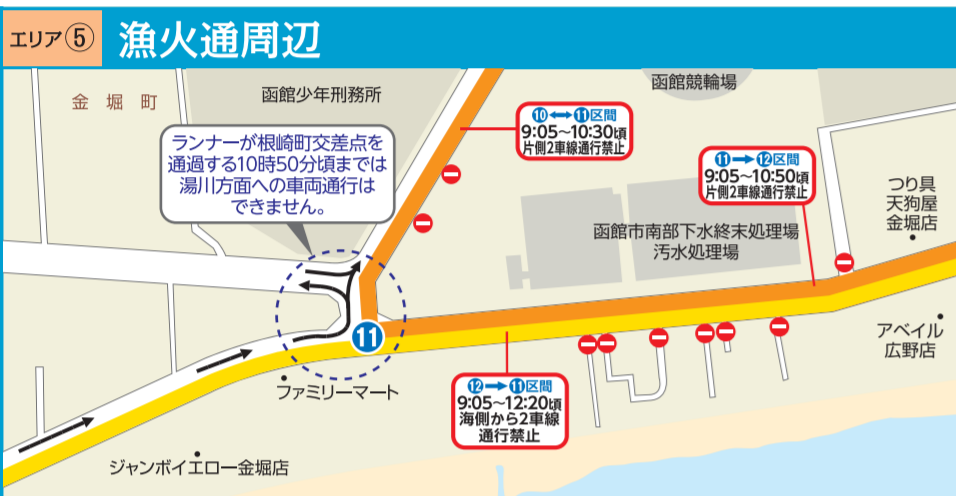 エリア⑤ 漁火通周辺
金堀町
函館少年刑務所
函館競輪場
ランナーが根崎町交差点を
通過する10時50分頃までは
湯川方面への車両通行は
できません。
⑩↔⑪区間
9:05～10:30頃
片側2車線通行禁止
⑪→⑫区間
9:05～10:50頃
片側2車線通行禁止
つり具
天狗屋
金堀店
函館市南部下水終末処理場
汚水処理場
⑪
アベイル
広野店
ファミリーマート
⑫→⑪区間
9:05～12:20頃
海側から2車線
通行禁止
ジャンボイエロー金堀店